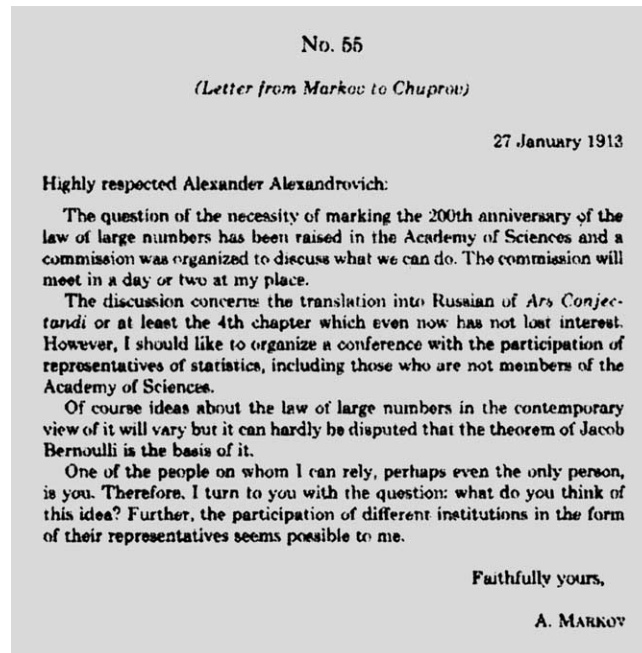 No. 55
(Letter from Markov to Chuprov)
27 January 1913
Highly respected Alexander Alexandrovich:
The question of the necessity of marking the 200th anniversary of the
law of large numbers has been raised in the Academy of Sciences and a
commission was organized to discuss what we can do. The commission will
meet in a day or two at my place.
The discussion concerns the translation into Russian of Ars Conjec-
tandi or at least the 4th chapter which even now has not lost interest.
However, I should like to organize a conference with the participation of
representatives of statistics, including those who are not members of the
Academy of Sciences.
Of course ideas about the law of large numbers in the contemporary
view of it will vary but it can hardly be disputed that the theorem of Jacob
Bernoulli is the basis of it.
One of the people on whom I can rely, perhaps even the only person,
is you. Therefore, I turn to you with the question: what do you think of
this idea? Further, the participation of different institutions in the form
of their representatives seems possible to me.
Faithfully yours,
A. MARKOV